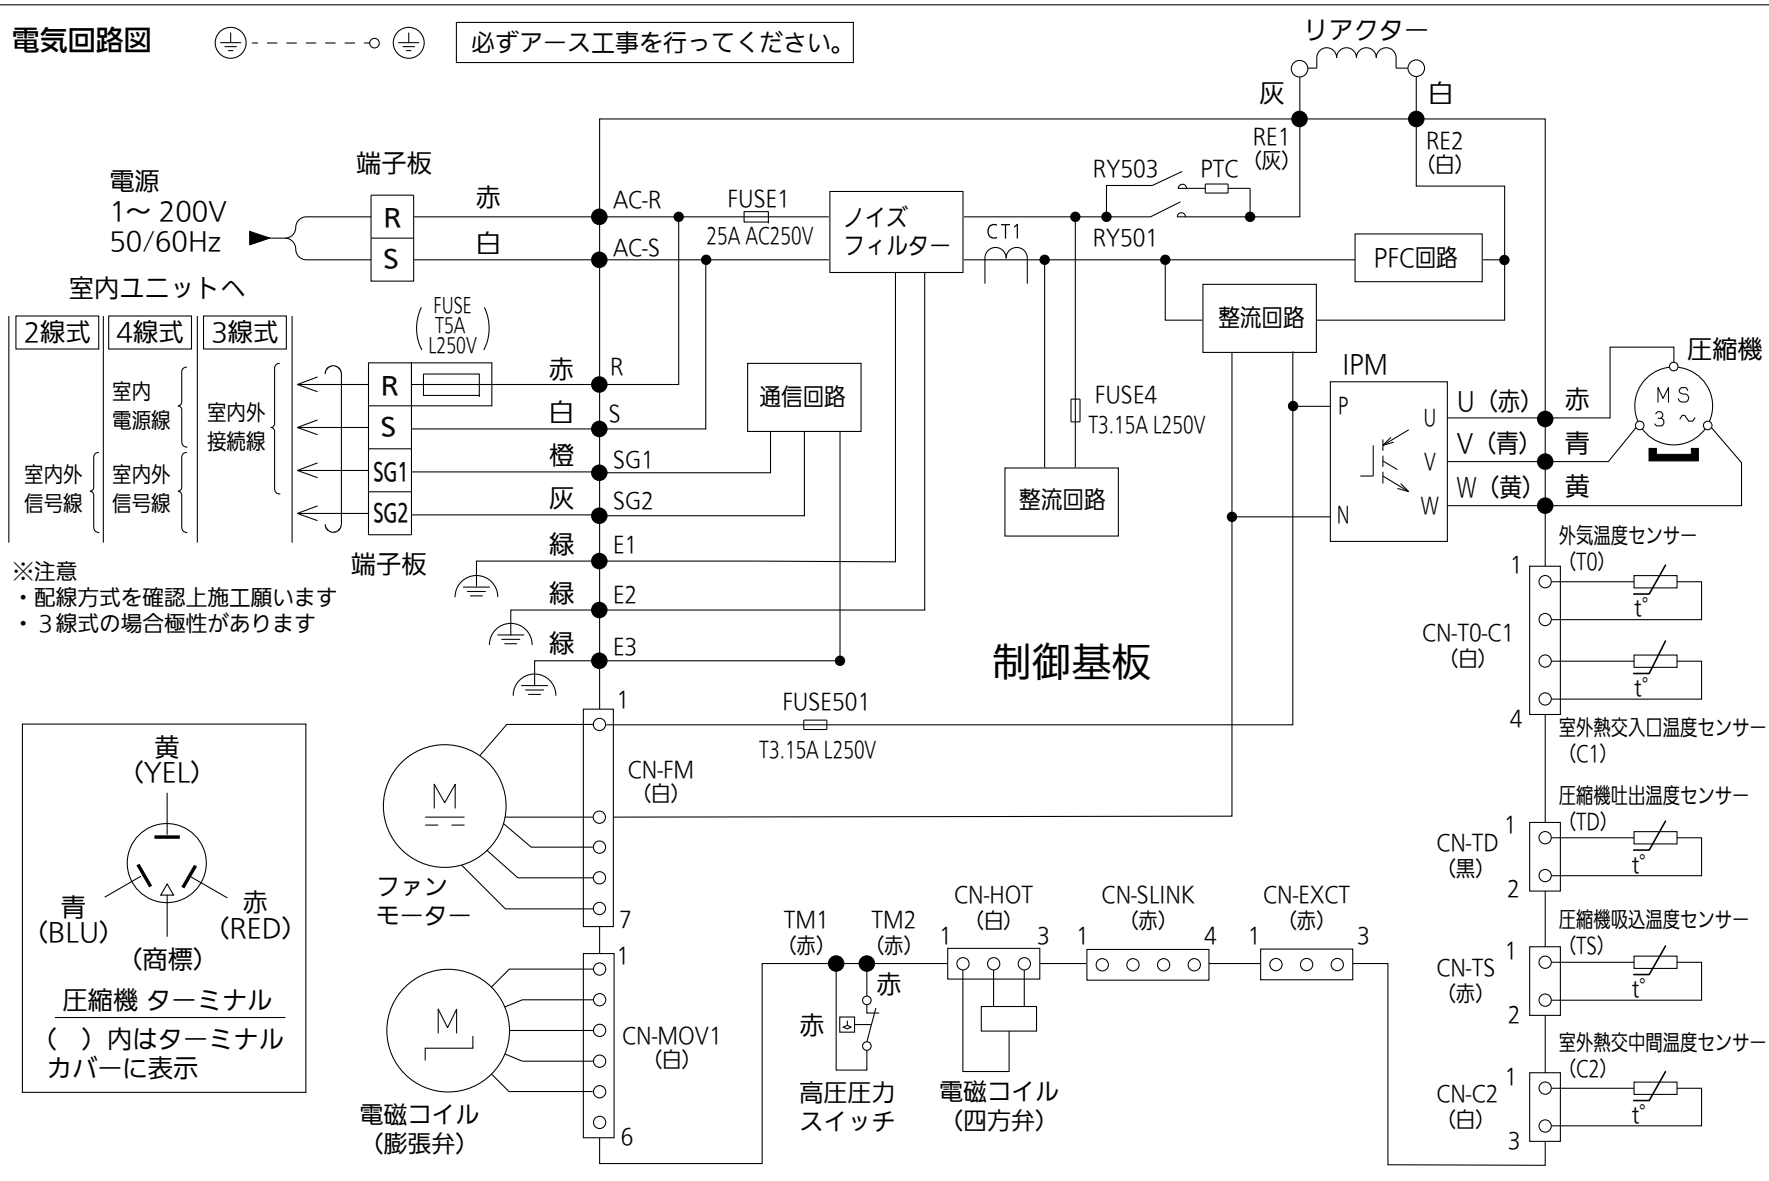 電気回路図
必ずアース工事を行ってください。
リアクター
灰
白
RE1
(灰)
RE2
(白)
端子板
電源
1〜 200V
50/60Hz
R
S
赤
白
AC-R
AC-S
FUSE1
25A AC250V
ノイズ
フィルター
CT1
RY503
PTC
RY501
PFC回路
整流回路
室内ユニットへ
2線式
4線式
3線式
室内
電源線
室内外
接続線
室内外
信号線
室内外
信号線
FUSE
T5A
L250V
R
S
SG1
SG2
端子板
赤
白
橙
灰
緑
緑
緑
R
S
SG1
SG2
E1
E2
E3
通信回路
FUSE4
T3.15A L250V
整流回路
IPM
P
N
U
V
W
U(赤)
V(青)
W(黄)
赤
青
黄
圧縮機
MS
3 〜
※注意
・配線方式を確認上施工願います
・３線式の場合極性があります
制御基板
外気温度センサー
(T0)
1
CN-T0-C1
(白)
4
t°
t°
室外熱交入口温度センサー
(C1)
圧縮機吐出温度センサー
(TD)
1
CN-TD
(黒)
2
t°
圧縮機吸込温度センサー
(TS)
1
CN-TS
(赤)
2
t°
室外熱交中間温度センサー
(C2)
1
CN-C2
(白)
3
t°
FUSE501
T3.15A L250V
1
CN-FM
(白)
7
M
ファン
モーター
1
CN-MOV1
(白)
6
M
電磁コイル
(膨張弁)
TM1
(赤)
TM2
(赤)
赤
赤
高圧圧力
スイッチ
CN-HOT
(白)
1
3
電磁コイル
(四方弁)
CN-SLINK
(赤)
1
4
CN-EXCT
(赤)
1
3
黄
(YEL)
青
(BLU)
赤
(RED)
(商標)
圧縮機 ターミナル
(　)内はターミナル
カバーに表示